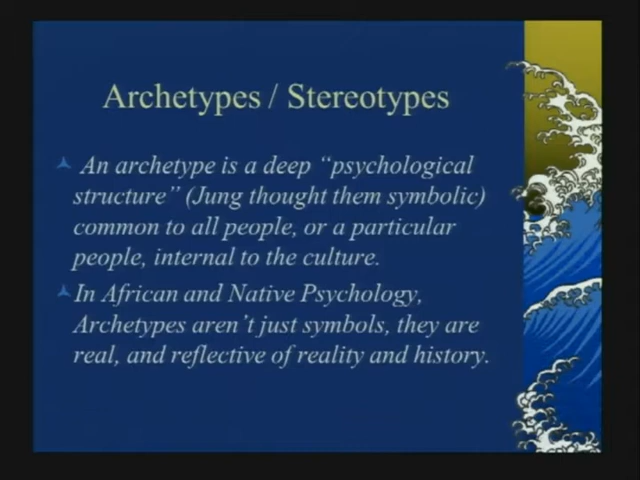 Archetypes / Stereotypes
An archetype is a deep “psychological
structure” (Jung thought them symbolic)
common to all people, or a particular
people, internal to the culture.
In African and Native Psychology,
Archetypes aren’t just symbols, they are
real, and reflective of reality and history.